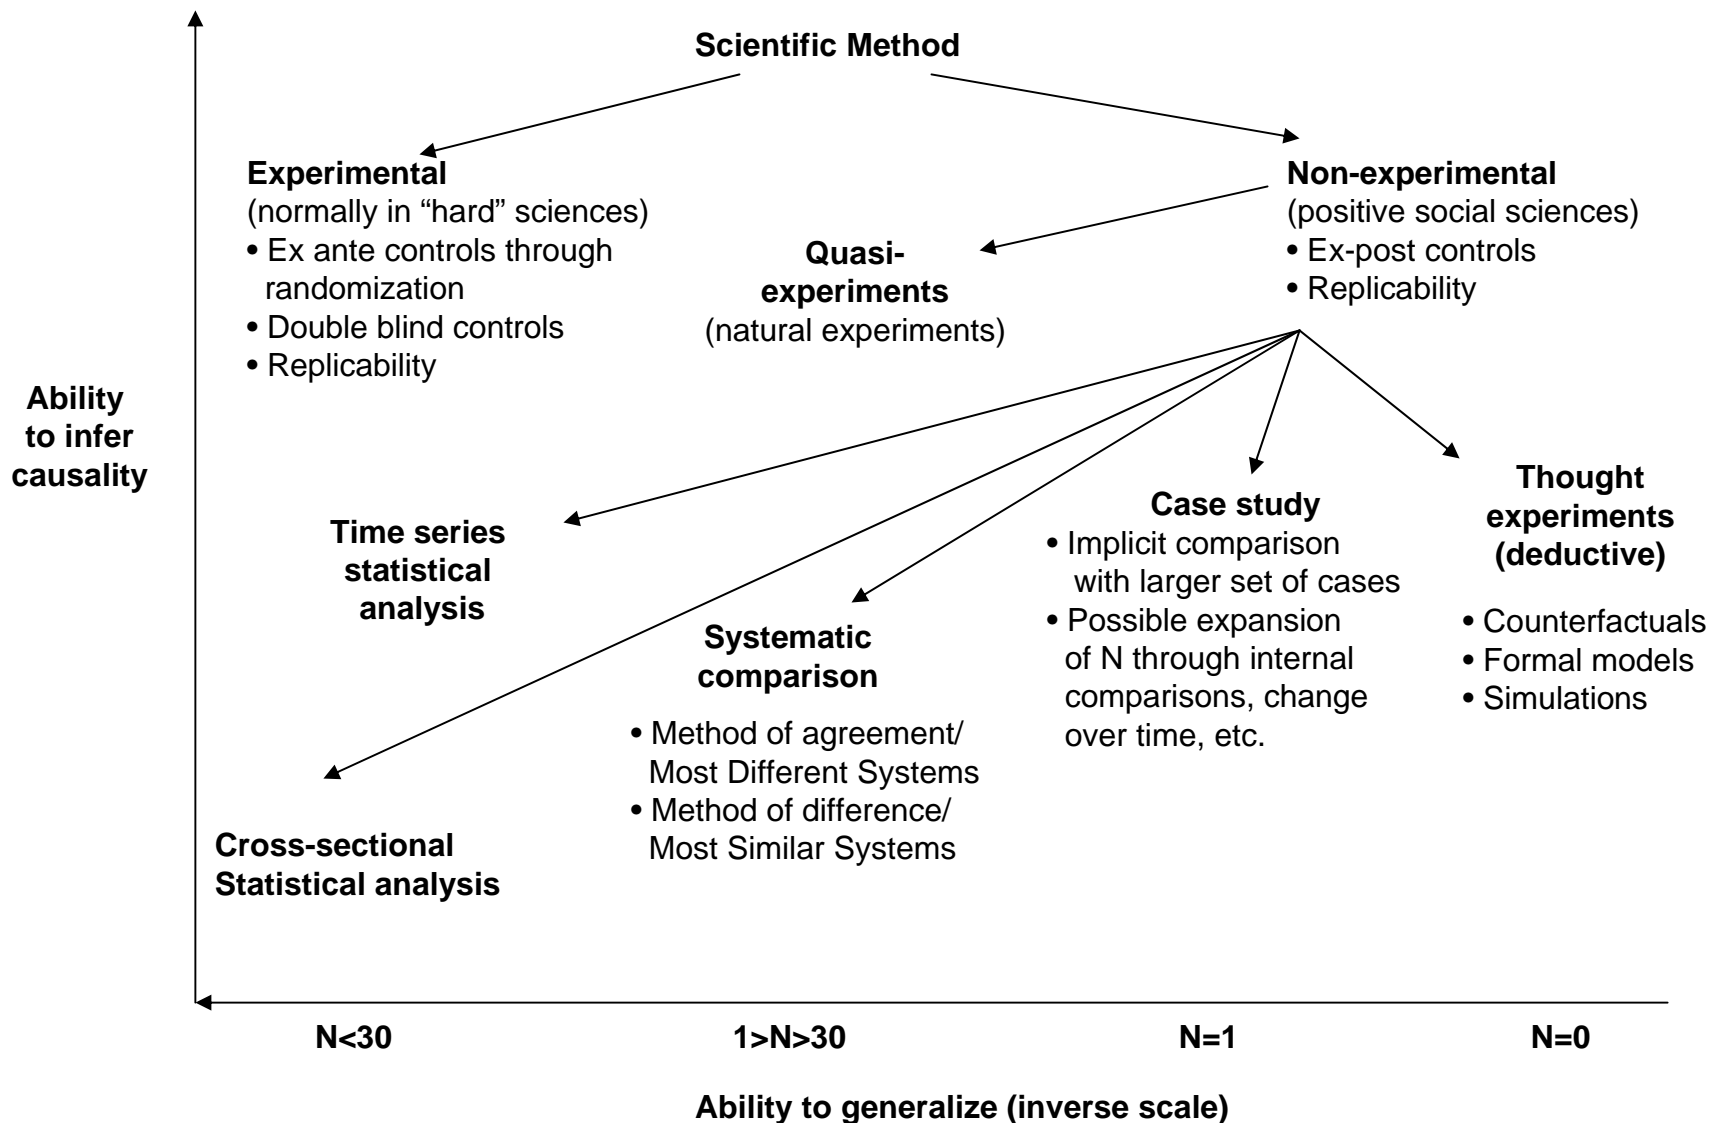 Scientific Method
Experimental
(normally in “hard” sciences)
• Ex ante controls through
randomization
• Double blind controls
• Replicability
Quasi-
experiments
(natural experiments)
Non-experimental
(positive social sciences)
• Ex-post controls
• Replicability
Ability
to infer
causality
Time series
statistical
analysis
Cross-sectional
Statistical analysis
Systematic
comparison
• Method of agreement/
Most Different Systems
• Method of difference/
Most Similar Systems
Case study
• Implicit comparison
with larger set of cases
• Possible expansion
of N through internal
comparisons, change
over time, etc.
Thought
experiments
(deductive)
• Counterfactuals
• Formal models
• Simulations
N<30
1>N>30
N=1
N=0
Ability to generalize (inverse scale)